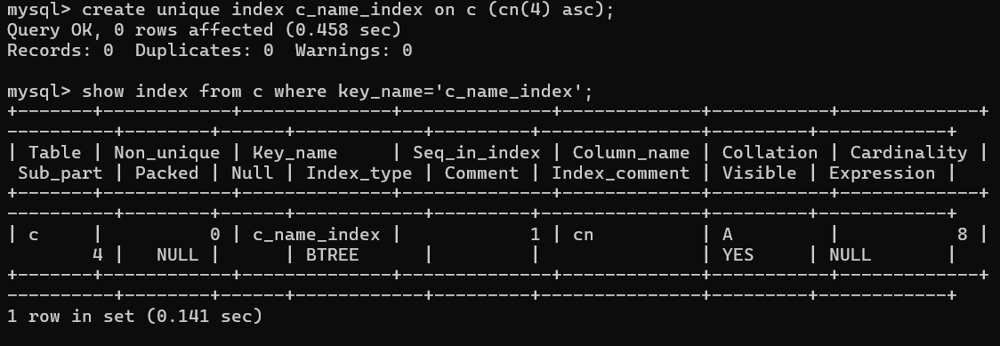 mysql> create unique index c_name_index on c (cn(4) asc);
Query OK, 0 rows affected (0.458 sec)
Records: 0  Duplicates: 0  Warnings: 0

mysql> show index from c where key_name='c_name_index';
+-------+------------+--------------+--------------+-------------+-----------+-------------+
----------+--------+------+------------+---------+---------------+---------+------------+
| Table | Non_unique | Key_name     | Seq_in_index | Column_name | Collation | Cardinality |
 Sub_part | Packed | Null | Index_type | Comment | Index_comment | Visible | Expression |
+-------+------------+--------------+--------------+-------------+-----------+-------------+
----------+--------+------+------------+---------+---------------+---------+------------+
| c     |          0 | c_name_index |            1 | cn          | A         |           8 |
        4 |   NULL |      | BTREE      |         |               | YES     | NULL       |
+-------+------------+--------------+--------------+-------------+-----------+-------------+
----------+--------+------+------------+---------+---------------+---------+------------+
1 row in set (0.141 sec)